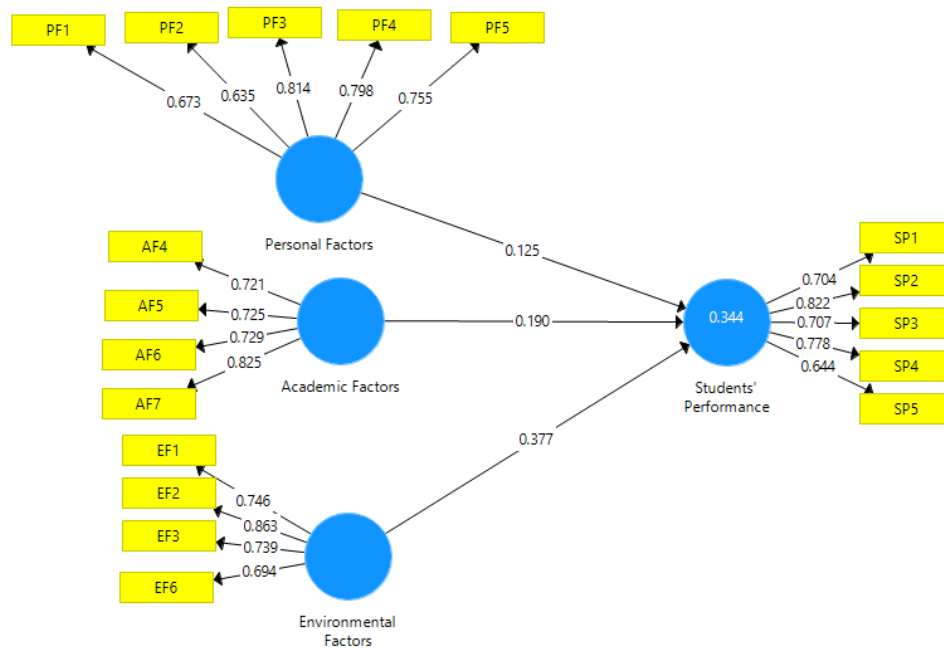 PF1
PF2
PF3
PF4
PF5
0.673
0.635
0.814
0.798
0.755
Personal Factors
0.125
AF4
AF5
AF6
AF7
0.721
0.725
0.729
0.825
Academic Factors
0.190
EF1
EF2
EF3
EF6
0.746
0.863
0.739
0.694
Environmental
Factors
0.377
0.344
Students'
Performance
0.704
0.822
0.707
0.778
0.644
SP1
SP2
SP3
SP4
SP5